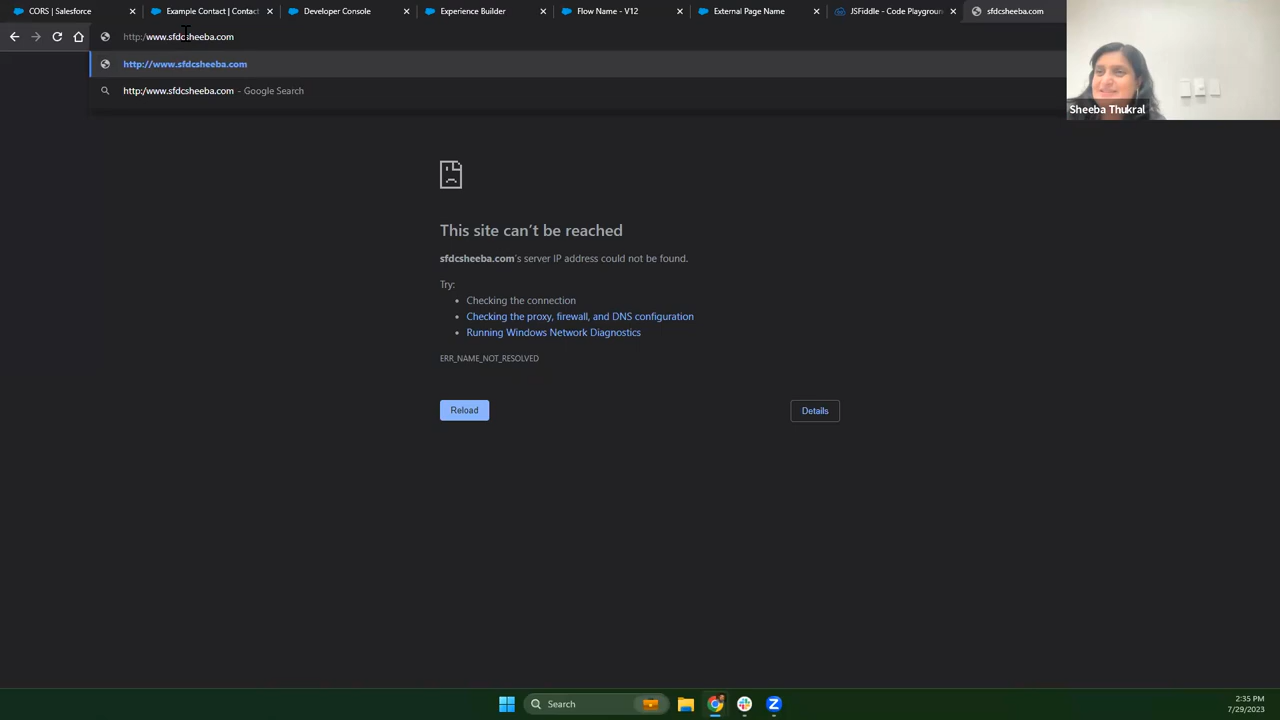 CORS | Salesforce
Example Contact | Contact
Developer Console
Experience Builder
Flow Name - V12
External Page Name
JSFiddle - Code Playgroun
sfdcsheeba.com
http:/www.sfdcsheeba.com
http://www.sfdcsheeba.com
http:/www.sfdcsheeba.com - Google Search
Sheeba Thukral
This site can't be reached
sfdcsheeba.com's server IP address could not be found.
Try:
• Checking the connection
• Checking the proxy, firewall, and DNS configuration
• Running Windows Network Diagnostics
ERR_NAME_NOT_RESOLVED
Reload
Details
Search
2:35 PM
7/29/2023